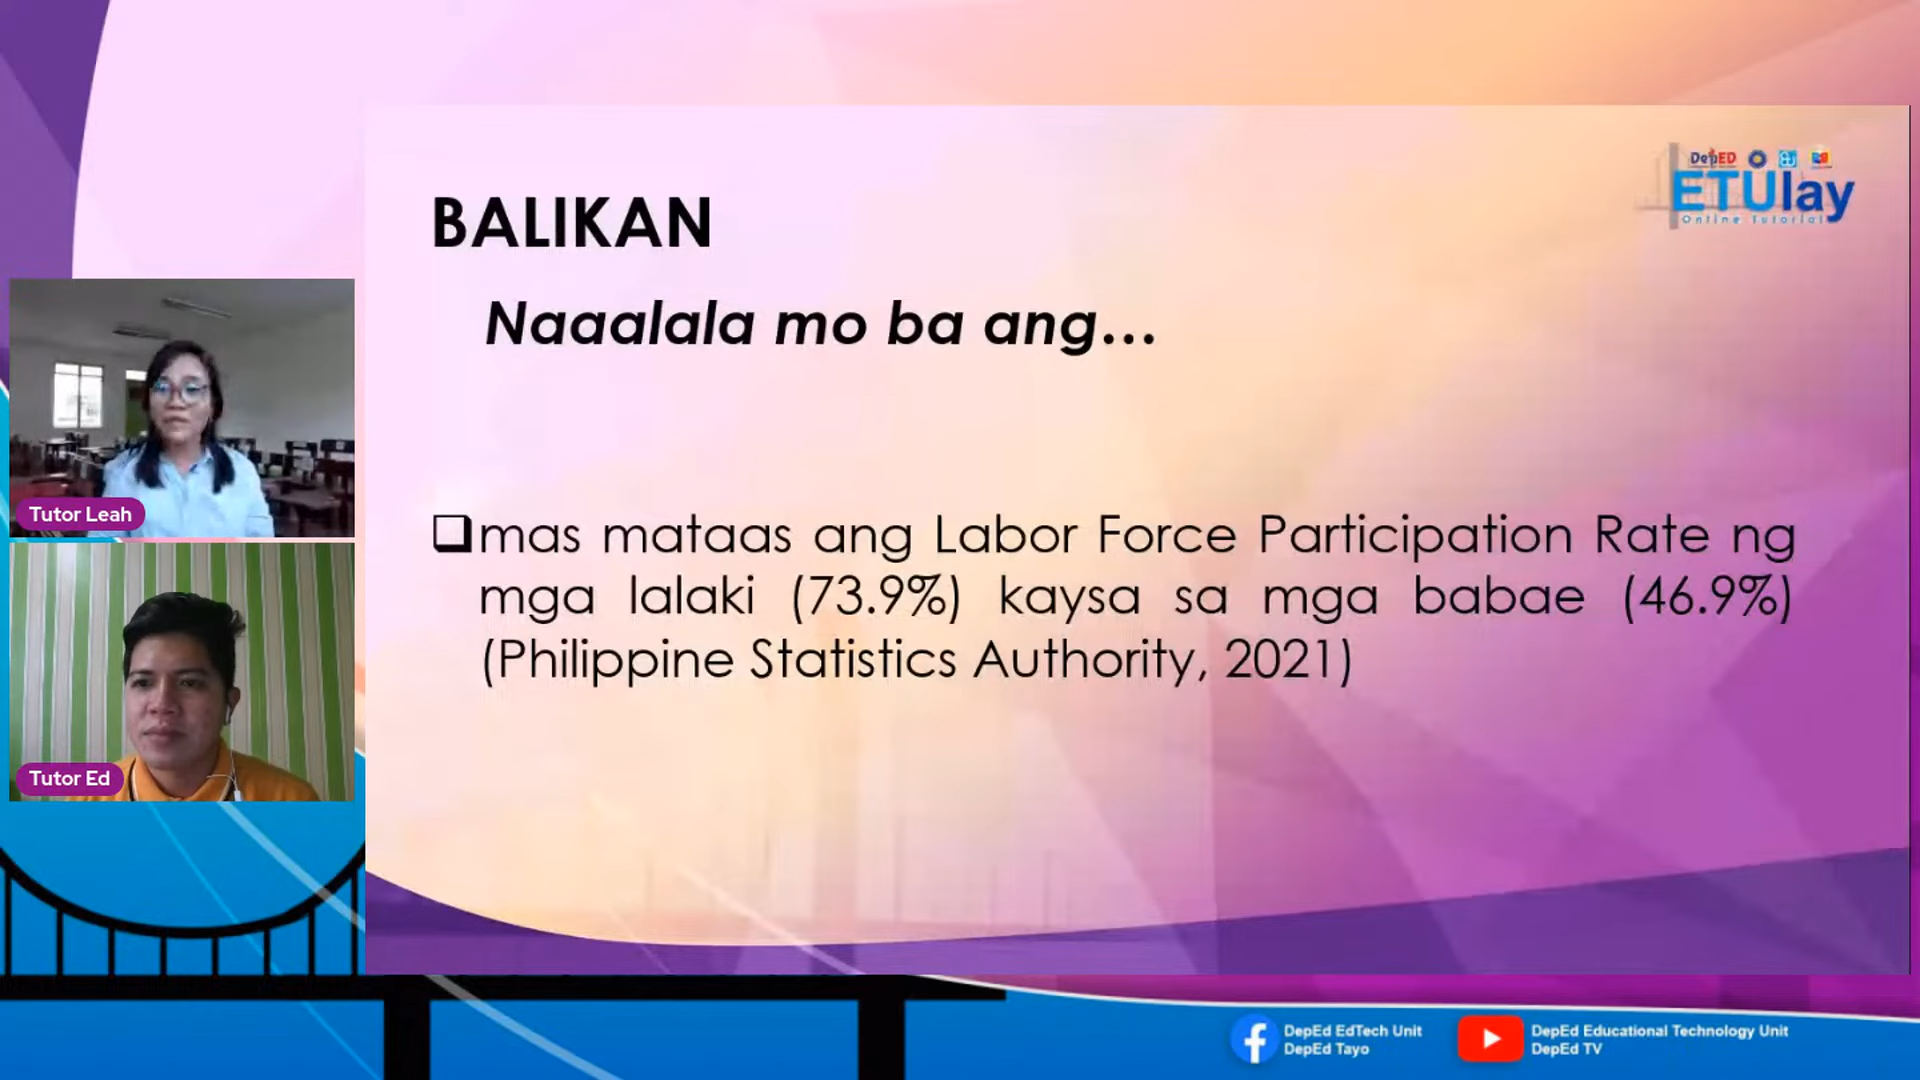 DepED
ETUlay
Online Tutorial
BALIKAN
Naaalala mo ba ang...
mas mataas ang Labor Force Participation Rate ng
mga lalaki (73.9%) kaysa sa mga babae (46.9%)
(Philippine Statistics Authority, 2021)
Tutor Leah
Tutor Ed
DepEd EdTech Unit
DepEd Tayo
DepEd Educational Technology Unit
DepEd TV